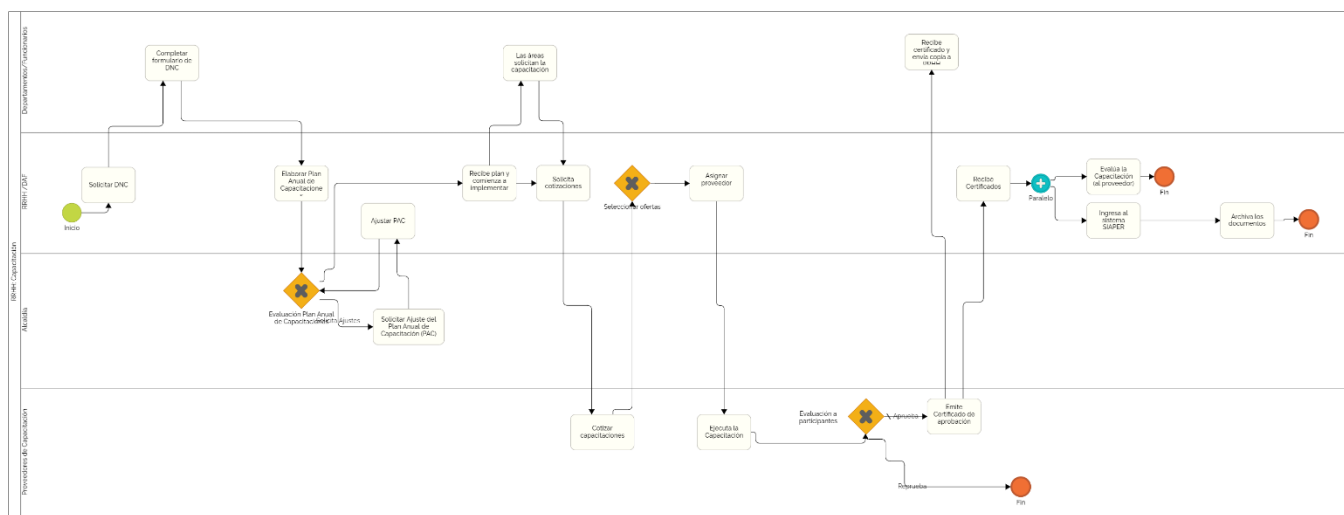 RRHH Capacitación
Departamentos/Funcionarios
Completar
formulario de
DNC
Las áreas
solicitan la
capacitación
Recibe
certificado y
envía copia a
RRHH / DAF
Inicio
Solicitar DNC
Elaborar Plan
Anual de
Capacitacione
Ajustar PAC
Recibe plan y
comienza a
implementar
Solicita
cotizaciones
Seleccionar ofertas
Asignar
proveedor
Recibe
Certificados
Paralelo
Evalúa la
Capacitación
(al proveedor)
Fin
Ingresa al
sistema
SIAPER
Archiva los
documentos
Fin
Alcaldía
Evaluación Plan Anual
de Capacitaciones
Solicita Ajustes
Solicitar Ajuste del
Plan Anual de
Capacitación (PAC)
Proveedores de Capacitación
Cotizar
capacitaciones
Ejecuta la
Capacitación
Evaluación a
participantes
Aprueba
Emite
Certificado de
aprobación
Reprueba
Fin